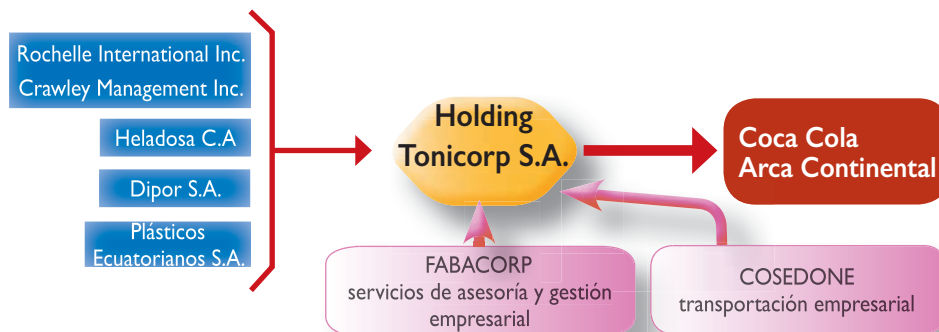 Rochelle International Inc.
Crawley Management Inc.
Heladosa C.A
Dipor S.A.
Plásticos
Ecuatorianos S.A.
Holding
Tonicorp S.A.
Coca Cola
Arca Continental
FABACORP
servicios de asesoría y gestión
empresarial
COSEDONE
transportación empresarial